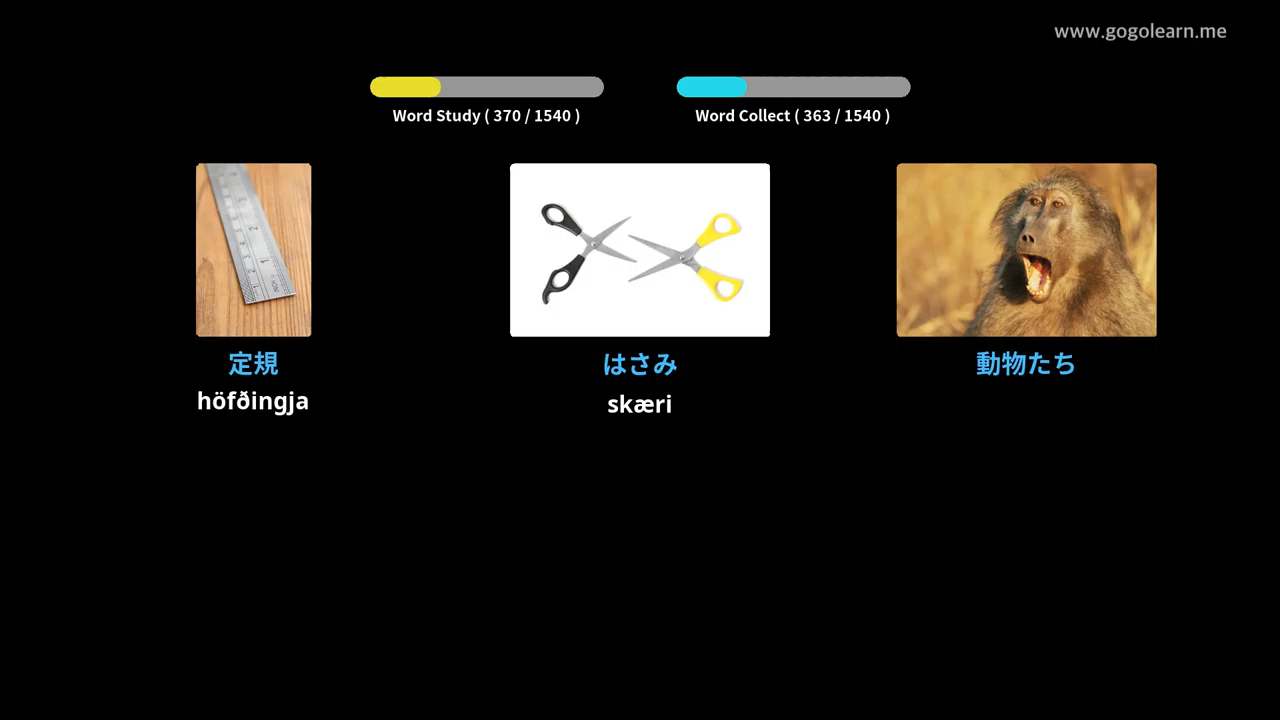 www.gogolearn.me
Word Study ( 370 / 1540 )
Word Collect ( 363 / 1540 )
定規
höfðingja
はさみ
skæri
動物たち